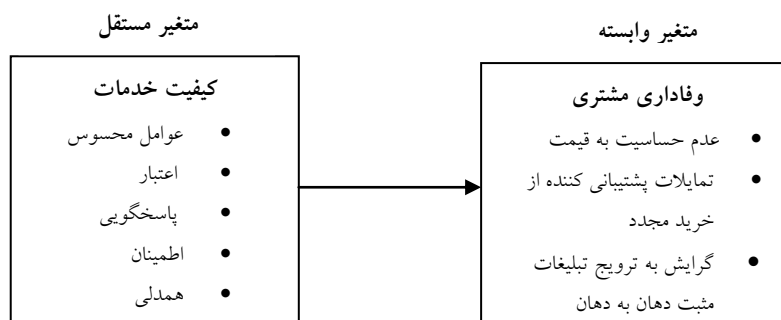 متغیر مستقل
کیفیت خدمات
• عوامل محسوس
• اعتبار
• پاسخگویی
• اطمینان
• همدلی
متغیر وابسته
وفاداری مشتری
• عدم حساسیت به قیمت
• تمایلات پشتیبانی کننده از
خرید مجدد
• گرایش به ترویج تبلیغات
مثبت دهان به دهان